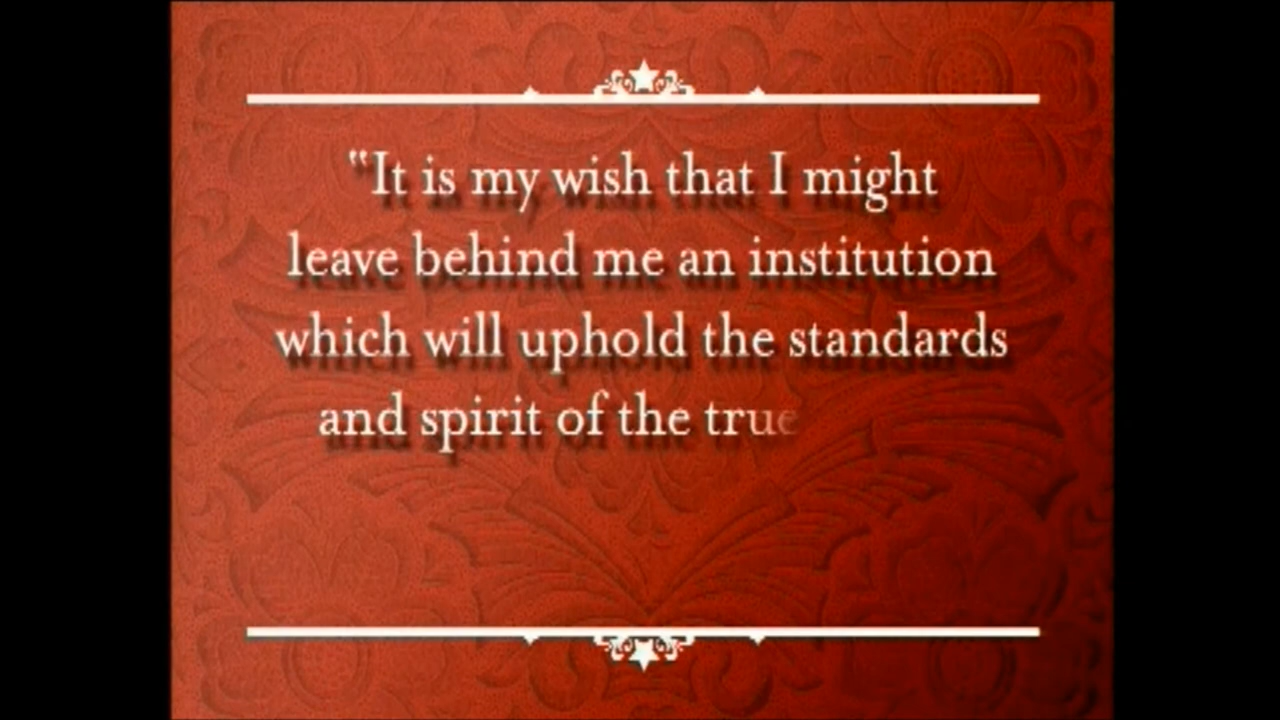 “It is my wish that I might
leave behind me an institution
which will uphold the standards
and spirit of the true